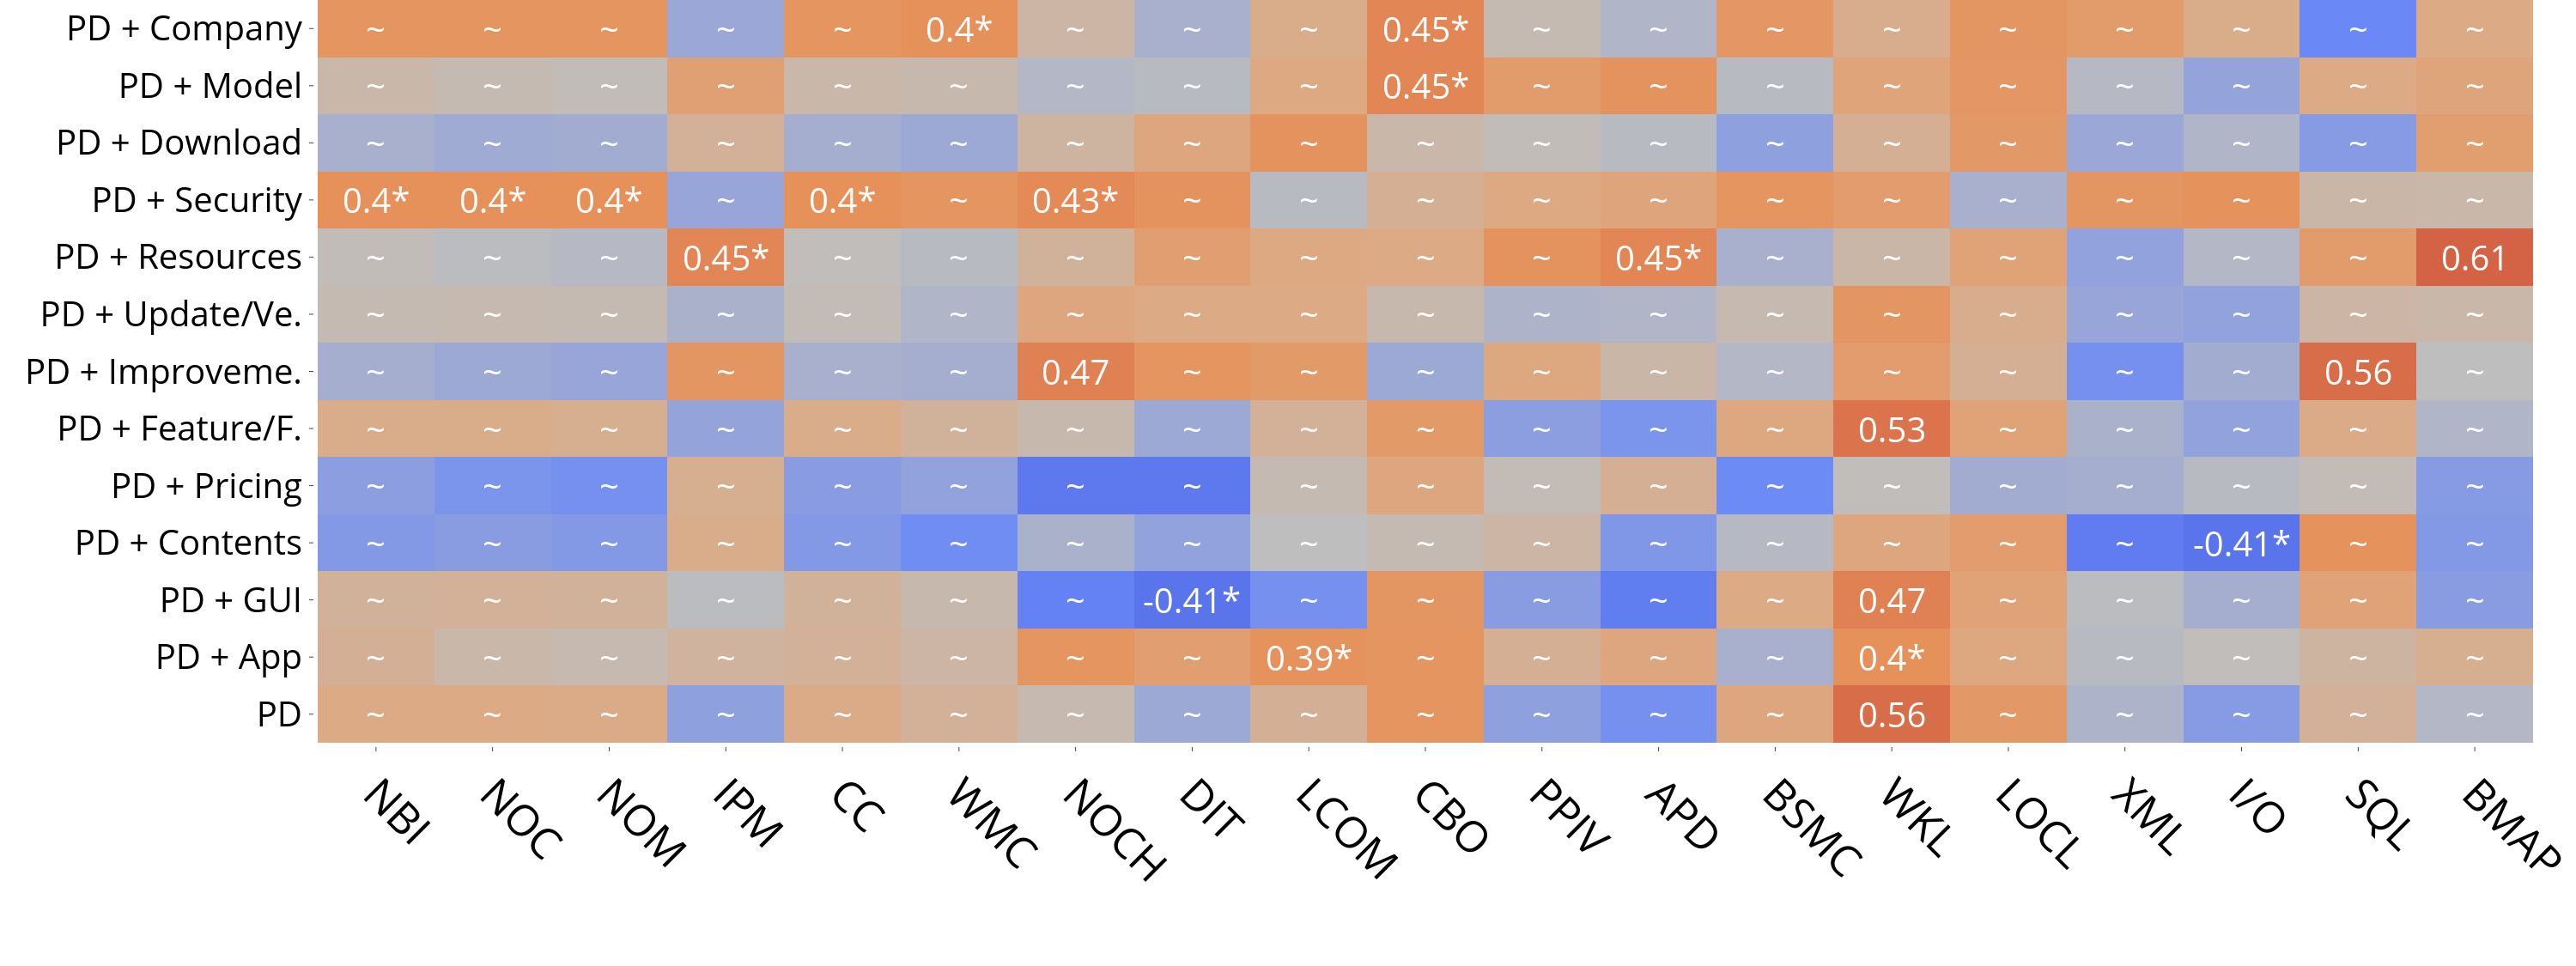 PD + Company ~ ~ ~ ~ ~ 0.4* ~ ~ ~ 0.45* ~ ~ ~ ~ ~ ~ ~ ~ ~
PD + Model ~ ~ ~ ~ ~ ~ ~ ~ ~ 0.45* ~ ~ ~ ~ ~ ~ ~ ~ ~
PD + Download ~ ~ ~ ~ ~ ~ ~ ~ ~ ~ ~ ~ ~ ~ ~ ~ ~ ~ ~
PD + Security 0.4* 0.4* 0.4* ~ 0.4* ~ 0.43* ~ ~ ~ ~ ~ ~ ~ ~ ~ ~ ~ ~
PD + Resources ~ ~ ~ 0.45* ~ ~ ~ ~ ~ ~ ~ 0.45* ~ ~ ~ ~ ~ ~ 0.61
PD + Update/Ve. ~ ~ ~ ~ ~ ~ ~ ~ ~ ~ ~ ~ ~ ~ ~ ~ ~ ~ ~
PD + Improveme. ~ ~ ~ ~ ~ ~ 0.47 ~ ~ ~ ~ ~ ~ ~ ~ ~ ~ 0.56 ~
PD + Feature/F. ~ ~ ~ ~ ~ ~ ~ ~ ~ ~ ~ ~ ~ 0.53 ~ ~ ~ ~ ~
PD + Pricing ~ ~ ~ ~ ~ ~ ~ ~ ~ ~ ~ ~ ~ ~ ~ ~ ~ ~ ~
PD + Contents ~ ~ ~ ~ ~ ~ ~ ~ ~ ~ ~ ~ ~ ~ ~ ~ -0.41* ~ ~
PD + GUI ~ ~ ~ ~ ~ ~ ~ -0.41* ~ ~ ~ ~ ~ 0.47 ~ ~ ~ ~ ~
PD + App ~ ~ ~ ~ ~ ~ ~ ~ 0.39* ~ ~ ~ ~ 0.4* ~ ~ ~ ~ ~
PD ~ ~ ~ ~ ~ ~ ~ ~ ~ ~ ~ ~ ~ 0.56 ~ ~ ~ ~ ~
NBI NOC NOM IPM CC WMC NOCH DIT LCOM CBO PPIV APD BSMC WKL LOCL XML I/O SQL BMAP